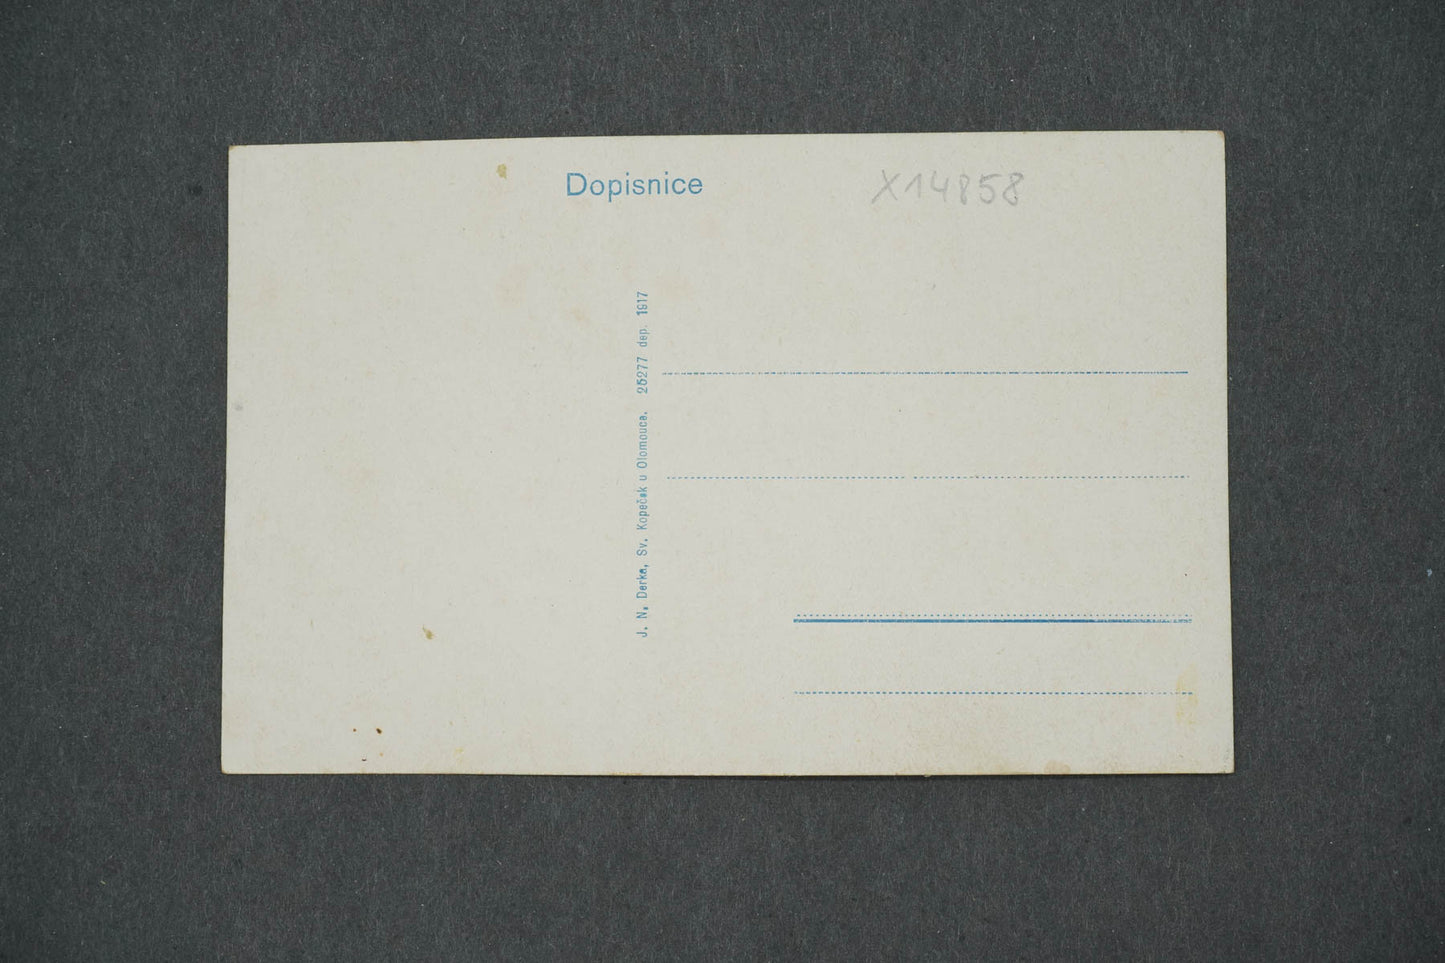 Dopisnice
X14858
J. N. Derka, Sv. Kopeček u Olomouce. 25277 dep. 1917